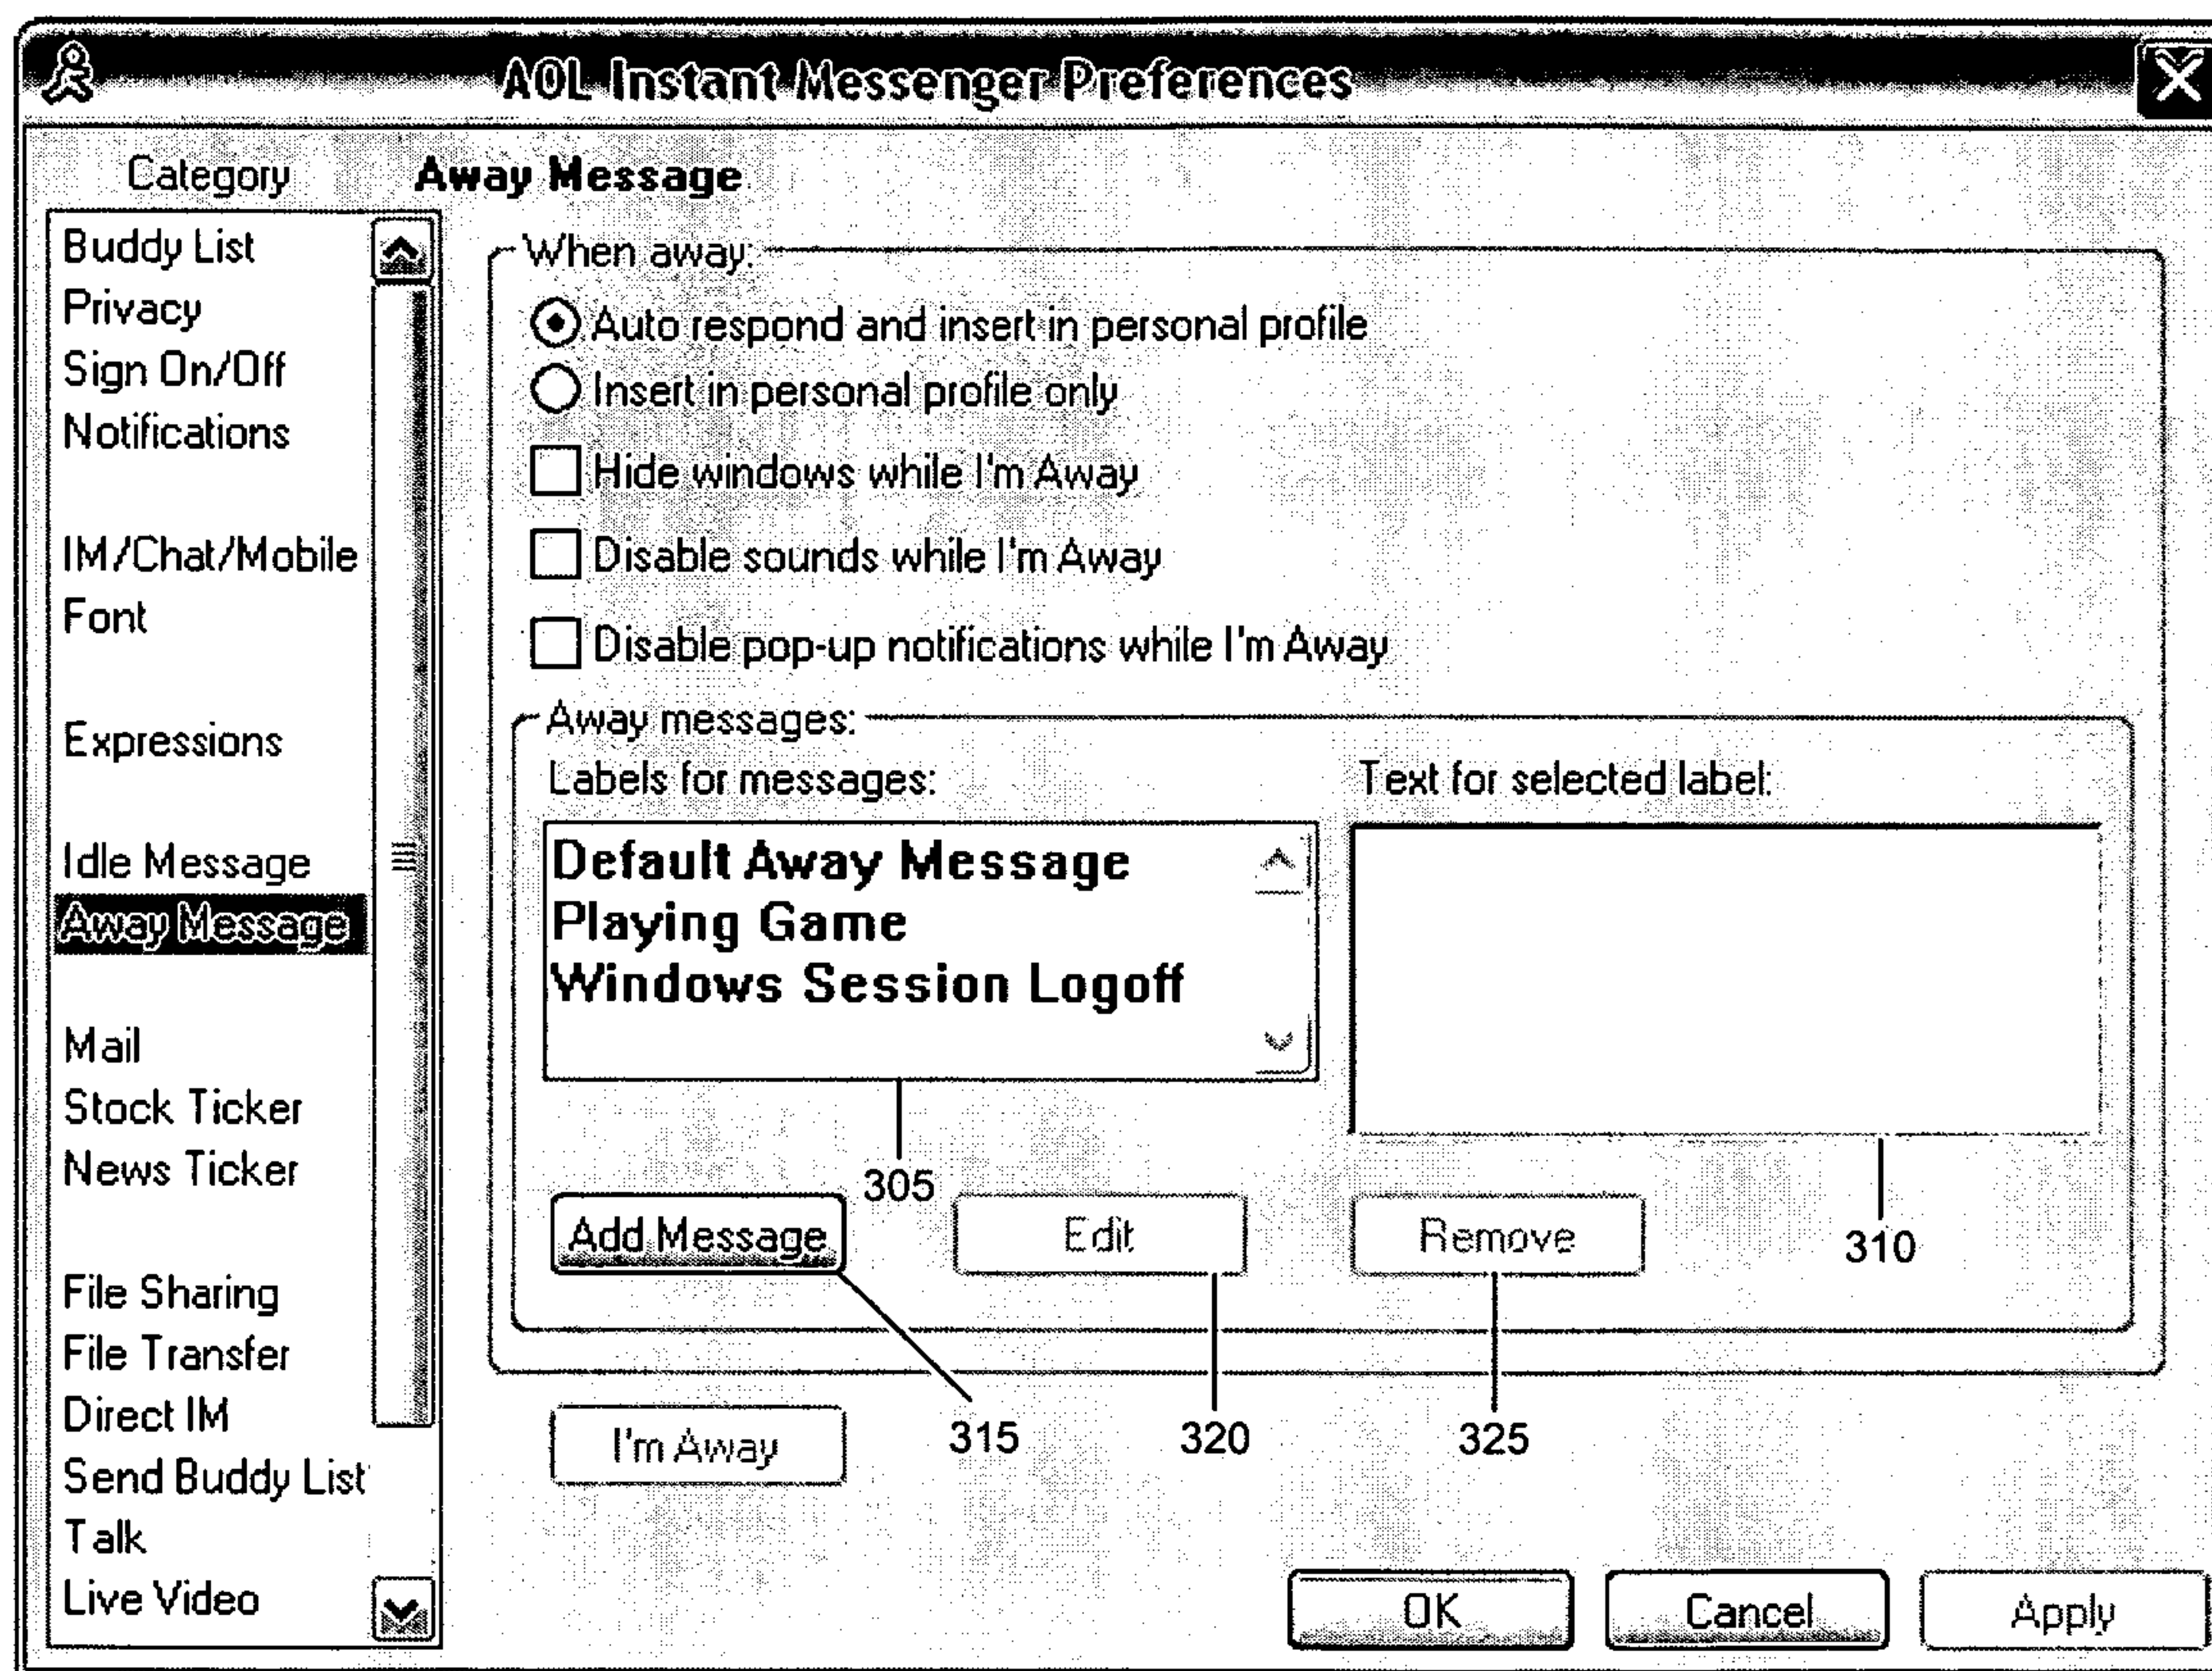 AOL Instant Messenger Preferences
Category
Away Message
Buddy List
Privacy
Sign On/Off
Notifications
IM/Chat/Mobile
Font
Expressions
Idle Message
Away Message
Mail
Stock Ticker
News Ticker
File Sharing
File Transfer
Direct IM
Send Buddy List
Talk
Live Video
When away:
Auto respond and insert in personal profile
Insert in personal profile only
Hide windows while I'm Away
Disable sounds while I'm Away
Disable pop-up notifications while I'm Away
Away messages:
Labels for messages:
Text for selected label:
Default Away Message
Playing Game
Windows Session Logoff
305
310
Add Message
Edit
Remove
315
320
325
I'm Away
OK
Cancel
Apply